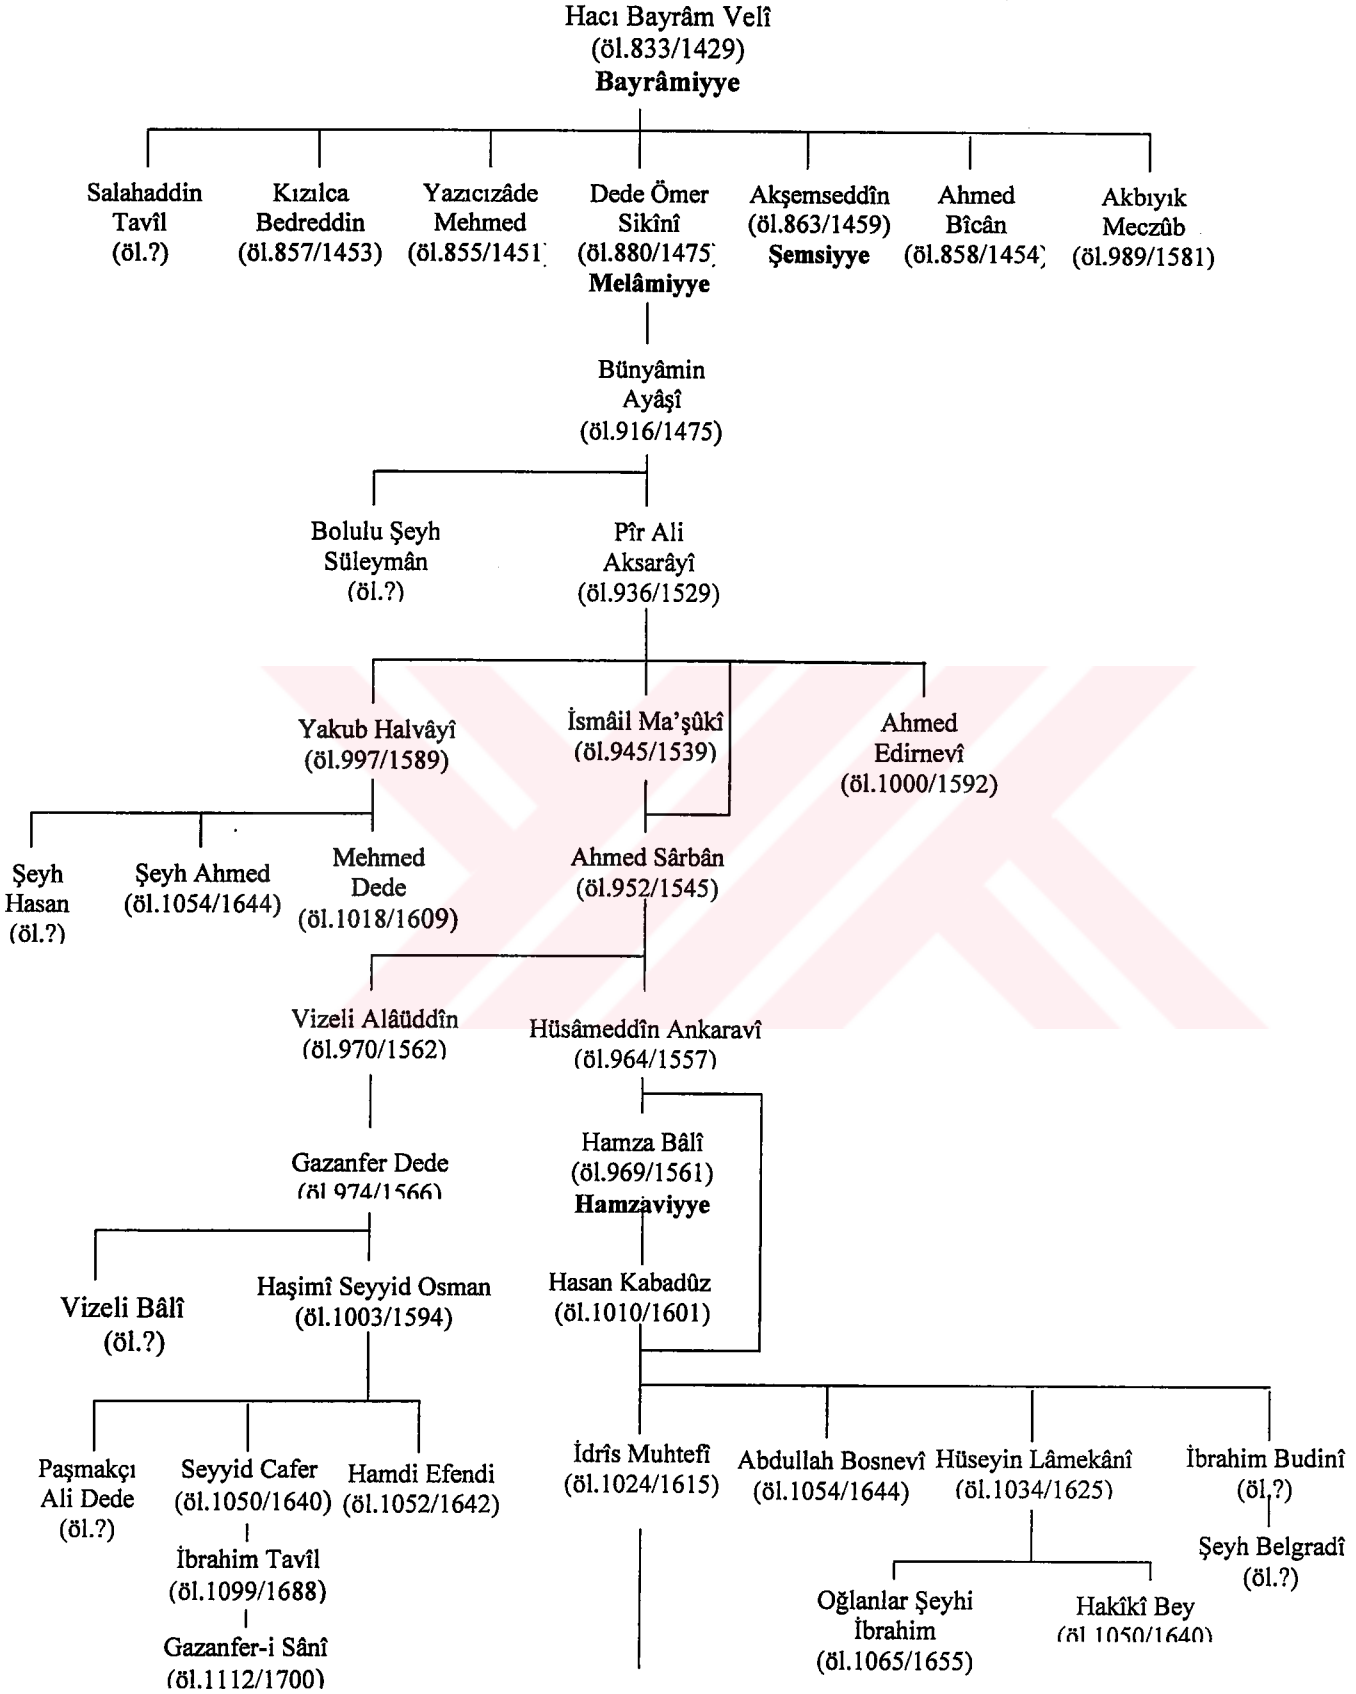 Hacı Bayrâm Velî
(öl.833/1429)
Bayrâmiyye
Salahaddin
Tavîl
(öl.?)
Kızılca
Bedreddin
(öl.857/1453)
Yazıcızâde
Mehmed
(öl.855/1451)
Dede Ömer
Sikînî
(öl.880/1475)
Melâmiyye
Akşemseddîn
(öl.863/1459)
Şemsiyye
Ahmed
Bîcân
(öl.858/1454)
Akbıyık
Meczûb
(öl.989/1581)
Bünyâmin
Ayâşî
(öl.916/1475)
Bolulu Şeyh
Süleymân
(öl.?)
Pîr Ali
Aksarâyî
(öl.936/1529)
Yakub Halvâyî
(öl.997/1589)
İsmâil Ma'şûkî
(öl.945/1539)
Ahmed
Edirnevî
(öl.1000/1592)
Şeyh
Hasan
(öl.?)
Şeyh Ahmed
(öl.1054/1644)
Mehmed
Dede
(öl.1018/1609)
Ahmed Sârbân
(öl.952/1545)
Vizeli Alâüddîn
(öl.970/1562)
Hüsâmeddîn Ankaravî
(öl.964/1557)
Gazanfer Dede
(öl.974/1566)
Hamza Bâlî
(öl.969/1561)
Hamzaviyye
Vizeli Bâlî
(öl.?)
Haşimî Seyyid Osman
(öl.1003/1594)
Hasan Kabadûz
(öl.1010/1601)
Paşmakçı
Ali Dede
(öl.?)
Seyyid Cafer
(öl.1050/1640)
Hamdi Efendi
(öl.1052/1642)
İdrîs Muhtefî
(öl.1024/1615)
Abdullah Bosnevî
(öl.1054/1644)
Hüseyin Lâmekânî
(öl.1034/1625)
İbrahim Budinî
(öl,?)
İbrahim Tavîl
(öl.1099/1688)
Gazanfer-i Sânî
(öl.1112/1700)
Oğlanlar Şeyhi
İbrahim
(öl.1065/1655)
Hakîkî Bey
(öl.1050/1640)
Şeyh Belgradî
(öl.?)